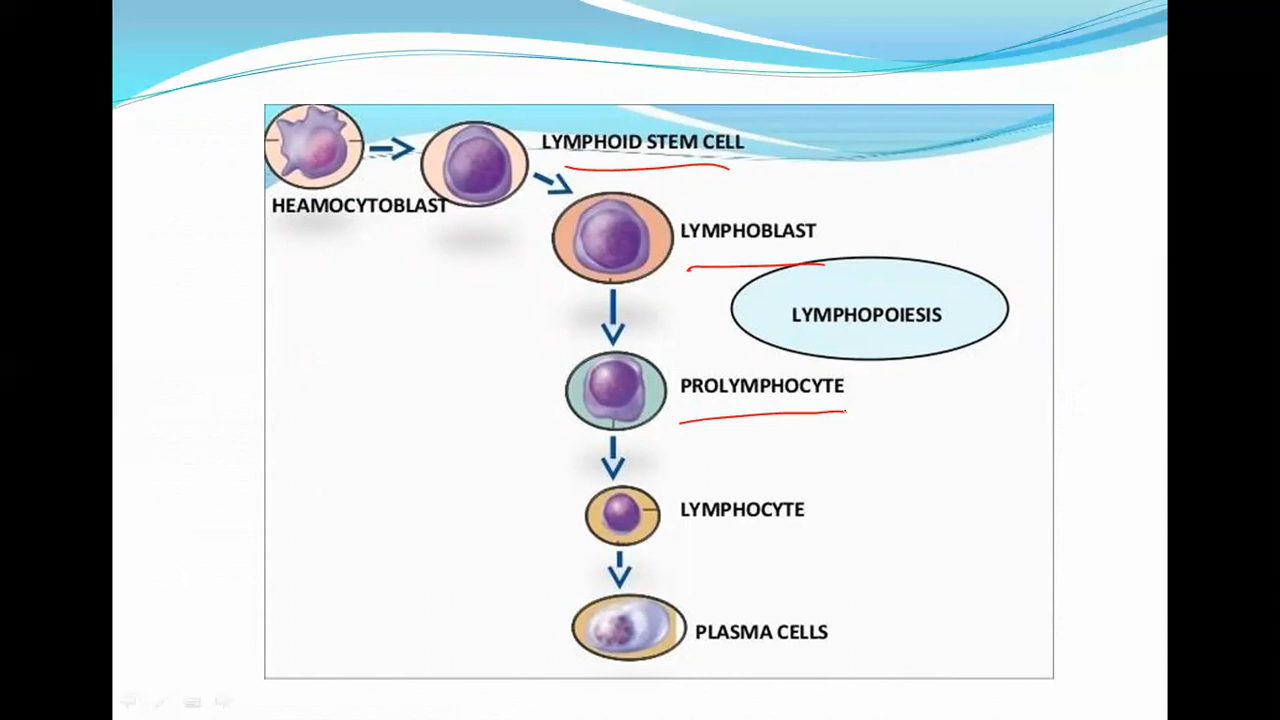 LYMPHOID STEM CELL
HEAMOCYTOBLAST
LYMPHOBLAST
LYMPHOPOIESIS
PROLYMPHOCYTE
LYMPHOCYTE
PLASMA CELLS